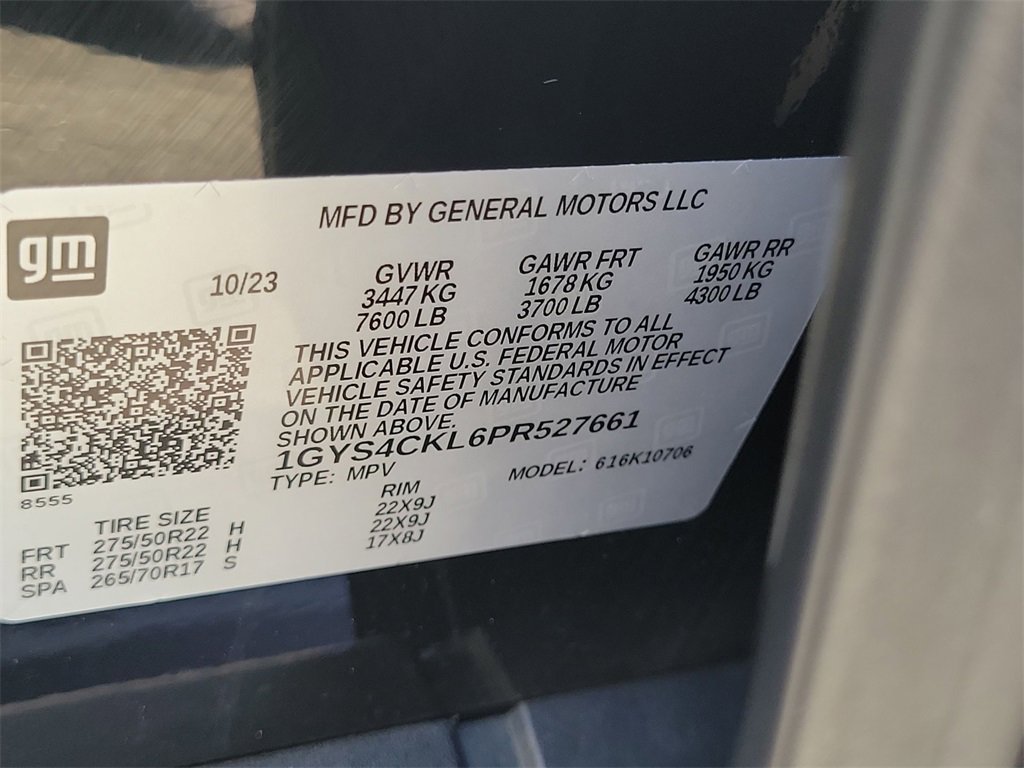 MFD BY GENERAL MOTORS LLC
gm
10/23
GVWR GAWR FRT GAWR RR
3447 KG 1678 KG 1950 KG
7600 LB 3700 LB 4300 LB
THIS VEHICLE CONFORMS TO ALL
APPLICABLE U.S. FEDERAL MOTOR
VEHICLE SAFETY STANDARDS IN EFFECT
ON THE DATE OF MANUFACTURE
SHOWN ABOVE.
1GYS4CKL6PR527661
TYPE: MPV MODEL: 616K10706
8555
TIRE SIZE RIM
FRT 275/50R22 H 22X9J
RR 275/50R22 H 22X9J
SPA 265/70R17 S 17X8J